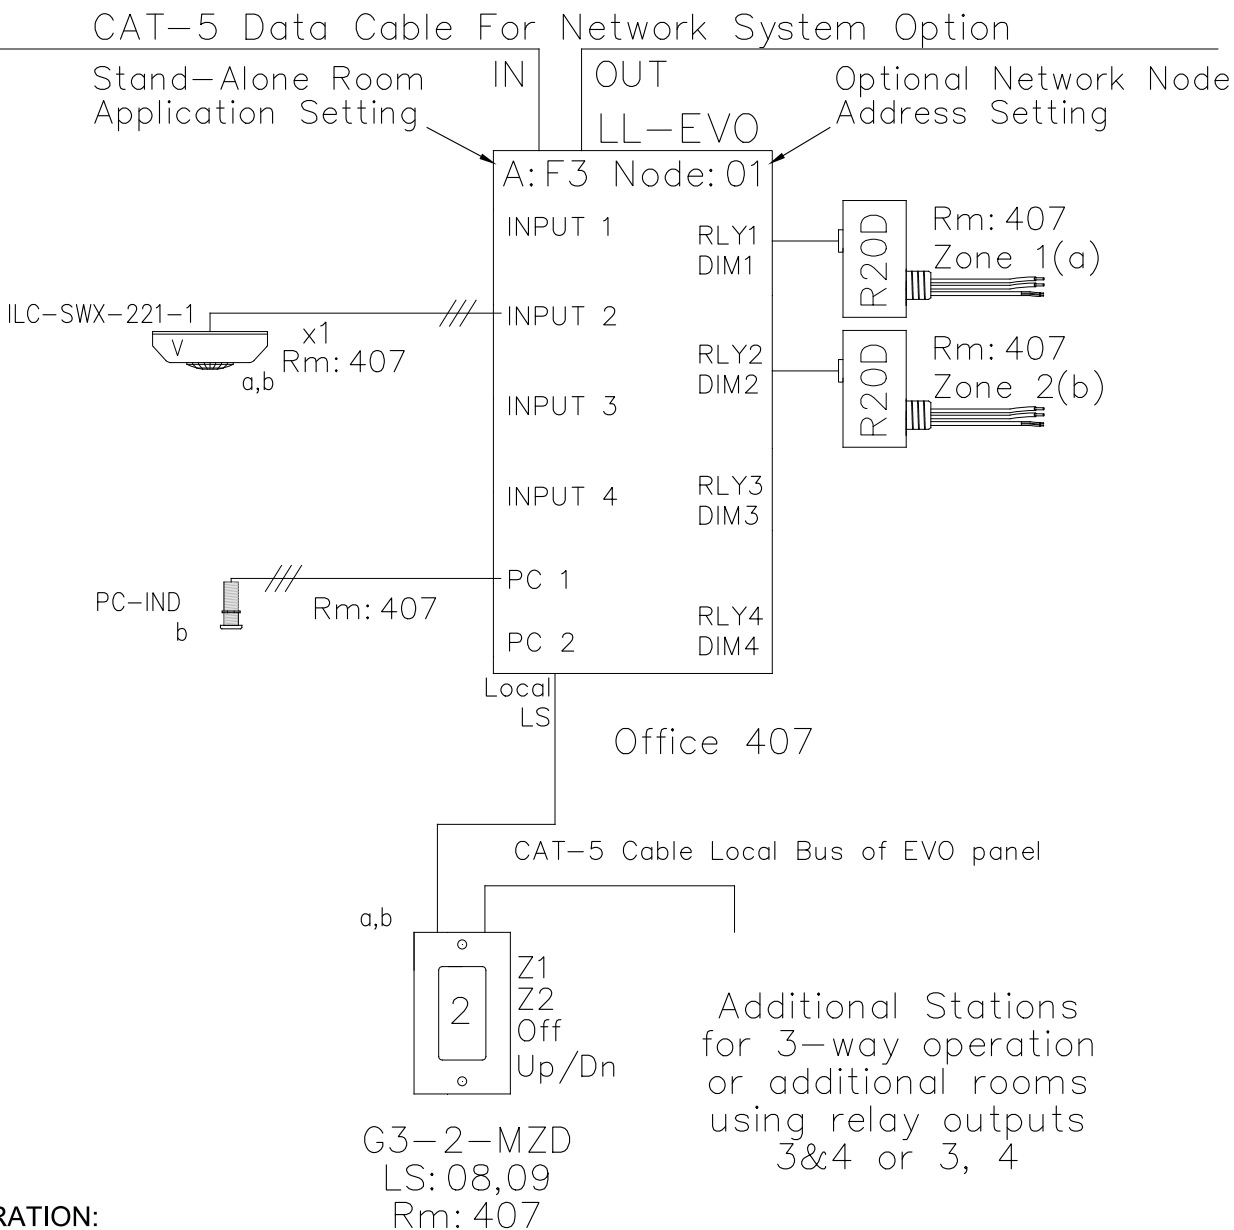 CAT-5 Data Cable For Network System Option
Stand-Alone Room
Application Setting
IN
OUT
Optional Network Node
Address Setting
LL-EVO
A:F3 Node:01
INPUT 1
RLY1
DIM1
R20D
Rm:407
Zone 1(a)
ILC-SWX-221-1
V
x1
Rm:407
a,b
INPUT 2
RLY2
DIM2
R20D
Rm:407
Zone 2(b)
INPUT 3
INPUT 4
RLY3
DIM3
PC-IND
b
Rm:407
PC 1
PC 2
RLY4
DIM4
Local
LS
Office 407
CAT-5 Cable Local Bus of EVO panel
a,b
2
Z1
Z2
Off
Up/Dn
Additional Stations
for 3-way operation
or additional rooms
using relay outputs
3&4 or 3, 4
G3-2-MZD
LS:08,09
Rm:407
RATION: